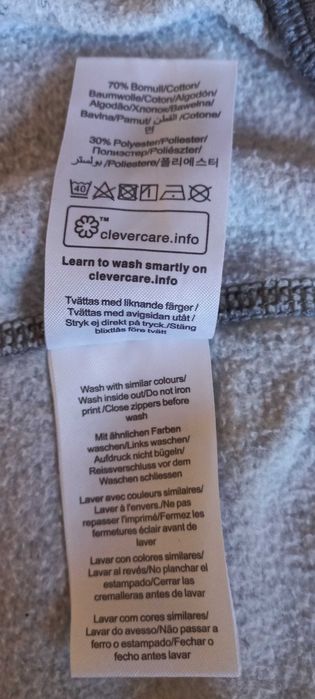 70% Bomull/Cotton/
Baumwolle/Coton/Algodón/
Algodão/Хлопок/Bawełna/
Bavlna/Pamut/ القطن /Cotone/
면
30% Polyester/Poliester/
Полиэстер/Poliészter/
بوليستر /Poliestere/폴리에스터
40
™
clevercare.info
Learn to wash smartly on
clevercare.info
Tvättas med liknande färger/
Tvättas med avigsidan utåt/
Stryk ej direkt på tryck./Stäng
blixtlås före tvätt
Wash with similar colours/
Wash inside out/Do not iron
print /Close zippers before
wash
Mit ähnlichen Farben
waschen/Links waschen/
Aufdruck nicht bügeln/
Reissverschluss vor dem
Waschen schliessen
Laver avec couleurs similaires/
Laver à l'envers./Ne pas
repasser l'imprimé/Fermez les
fermetures éclair avant de
laver
Lavar con colores similares/
Lavar al revés/No planchar el
estampado/Cerrar las
cremalleras antes de lavar
Lavar com cores similares/
Lavar do avesso/Não passar a
ferro o estampado/Fechar o
fecho antes lavar